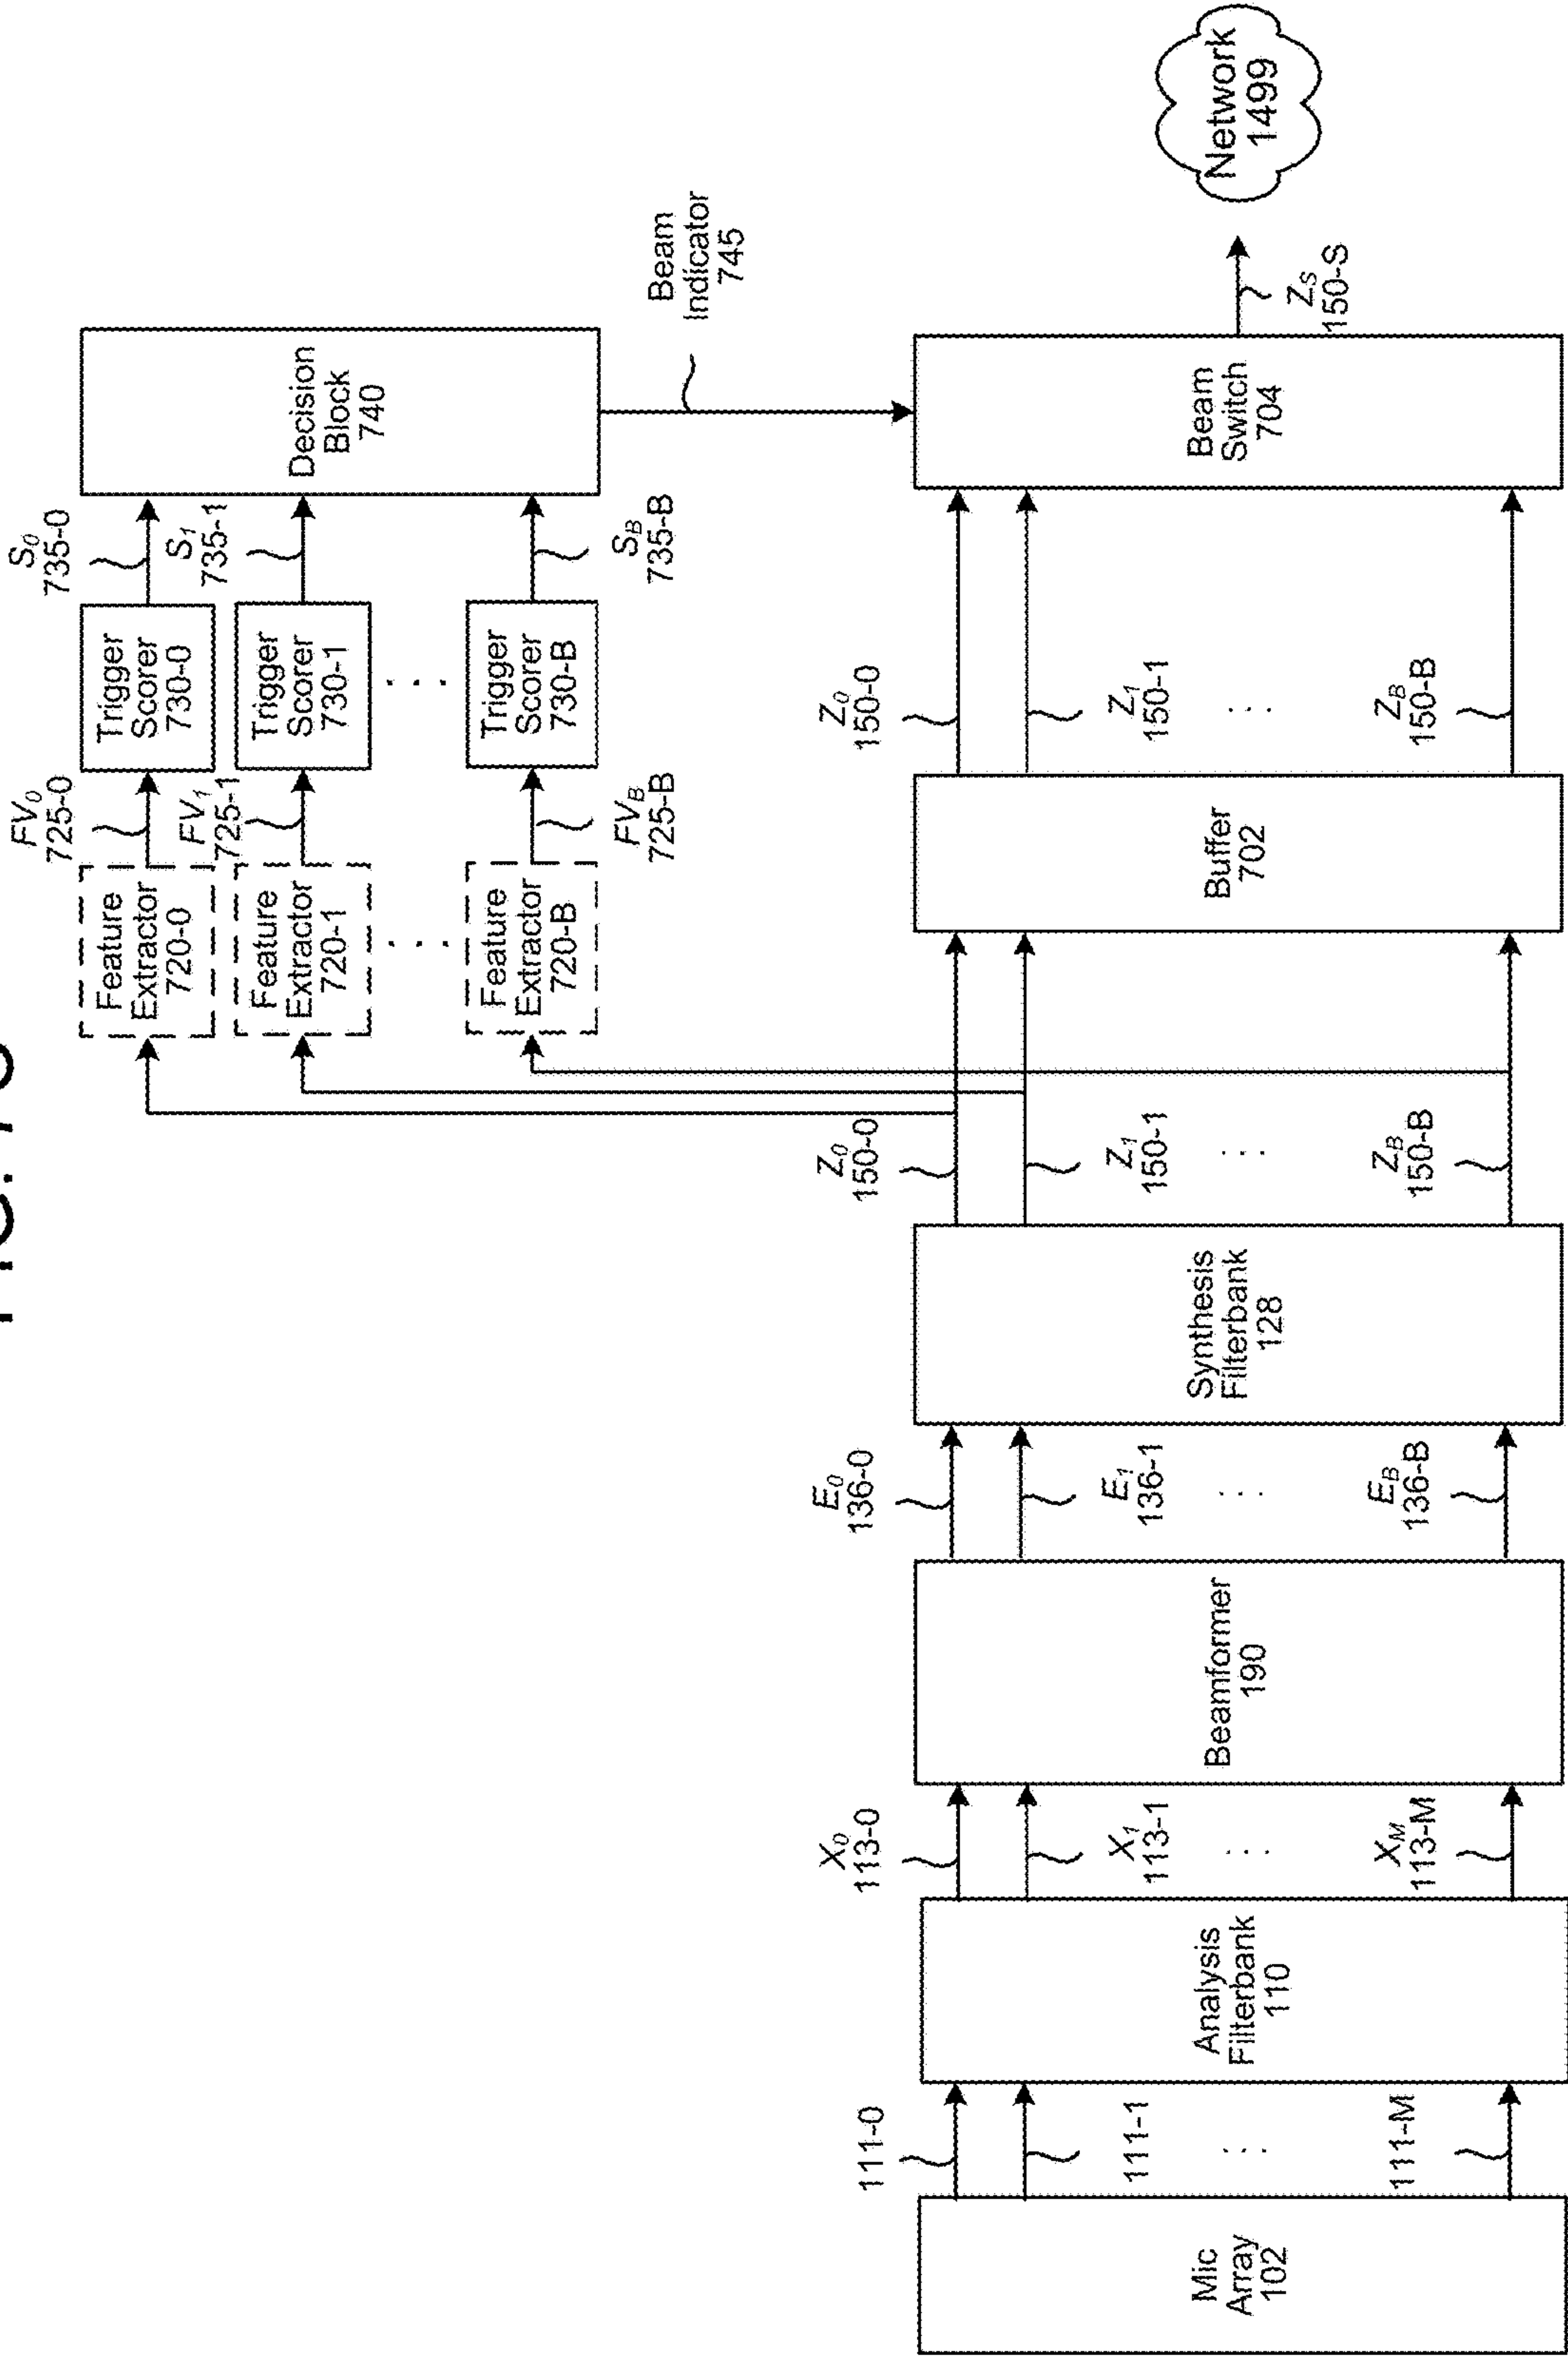 S0
735-0
FV0
725-0
Feature
Extractor
720-0
Trigger
Scorer
730-0
S1
735-1
FV1
725-1
Feature
Extractor
720-1
Trigger
Scorer
730-1
Decision
Block
740
. . .
. . .
Feature
Extractor
720-B
Trigger
Scorer
730-B
FVB
725-B
SB
735-B
Beam
Indicator
745
111-0
X0
113-0
E0
136-0
Z0
150-0
Z0
150-0
Mic
Array
102
Analysis
Filterbank
110
Beamformer
190
Synthesis
Filterbank
128
Buffer
702
Beam
Switch
704
111-1
X1
113-1
E1
136-1
Z1
150-1
Z1
150-1
ZS
150-S
Network
1499
111-M
XM
113-M
EB
136-B
ZB
150-B
ZB
150-B